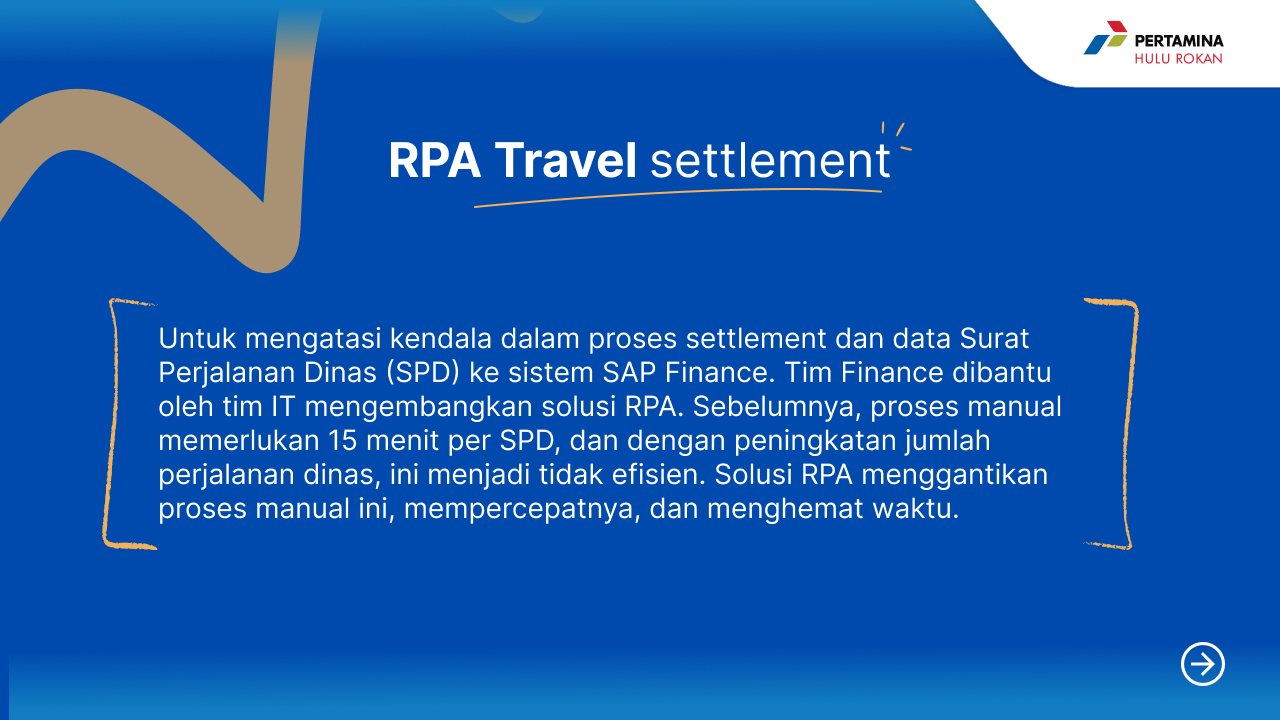 PERTAMINA
HULU ROKAN
RPA Travel settlement
Untuk mengatasi kendala dalam proses settlement dan data Surat
Perjalanan Dinas (SPD) ke sistem SAP Finance. Tim Finance dibantu
oleh tim IT mengembangkan solusi RPA. Sebelumnya, proses manual
memerlukan 15 menit per SPD, dan dengan peningkatan jumlah
perjalanan dinas, ini menjadi tidak efisien. Solusi RPA menggantikan
proses manual ini, mempercepatnya, dan menghemat waktu.